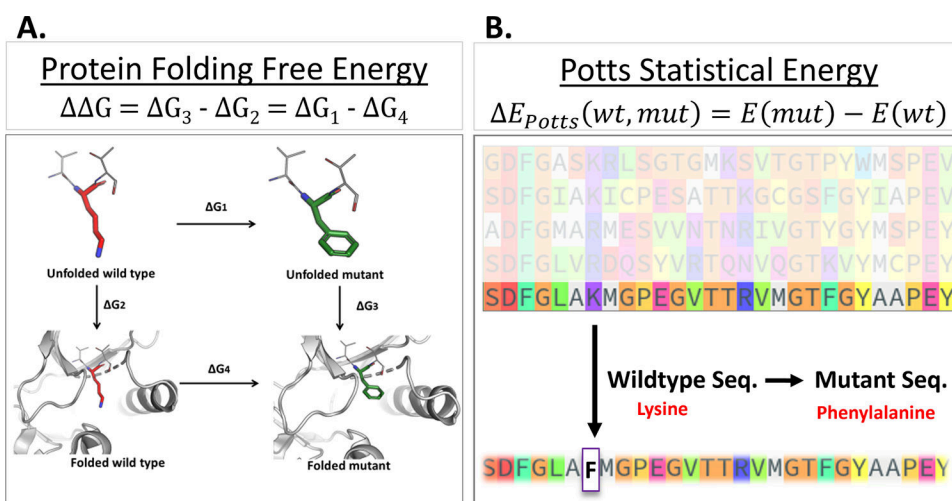 A.
Protein Folding Free Energy
ΔΔG = ΔG₃ - ΔG₂ = ΔG₁ - ΔG₄
ΔG₁
Unfolded wild type
Unfolded mutant
ΔG₂
ΔG₃
ΔG₄
Folded wild type
Folded mutant
B.
Potts Statistical Energy
ΔE_Potts(wt, mut) = E(mut) − E(wt)
GDFGASKRLSGTGMKSVTGTPYWMSPEV
SDFGIAKICPESATTKGCGSFGYIAPEV
ADFGMARMESVVNTNRIVGTYGYMSPEY
SDFGLVRDQSYVRTQNVQGTKVYMCPEY
SDFGLAKMGPEGVTTRVMGTFGYAAPEY
Wildtype Seq.
Mutant Seq.
Lysine
Phenylalanine
SDFGLAFMGPEGVTTRVMGTFGYAAPEY